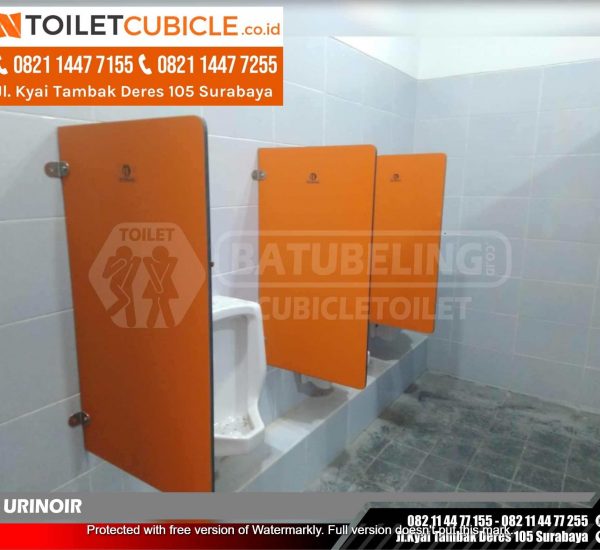 TOILETCUBICLE.co.id
0821 1447 7155 0821 1447 7255
Jl. Kyai Tambak Deres 105 Surabaya
TOILET
BATUBELING.co.id
CUBICLETOILET
URINOIR
082 11 44 77 155 - 082 11 44 77 255
Jl.Kyai Tambak Deres 105 Surabaya
Protected with free version of Watermarkly. Full version doesn't put this mark.